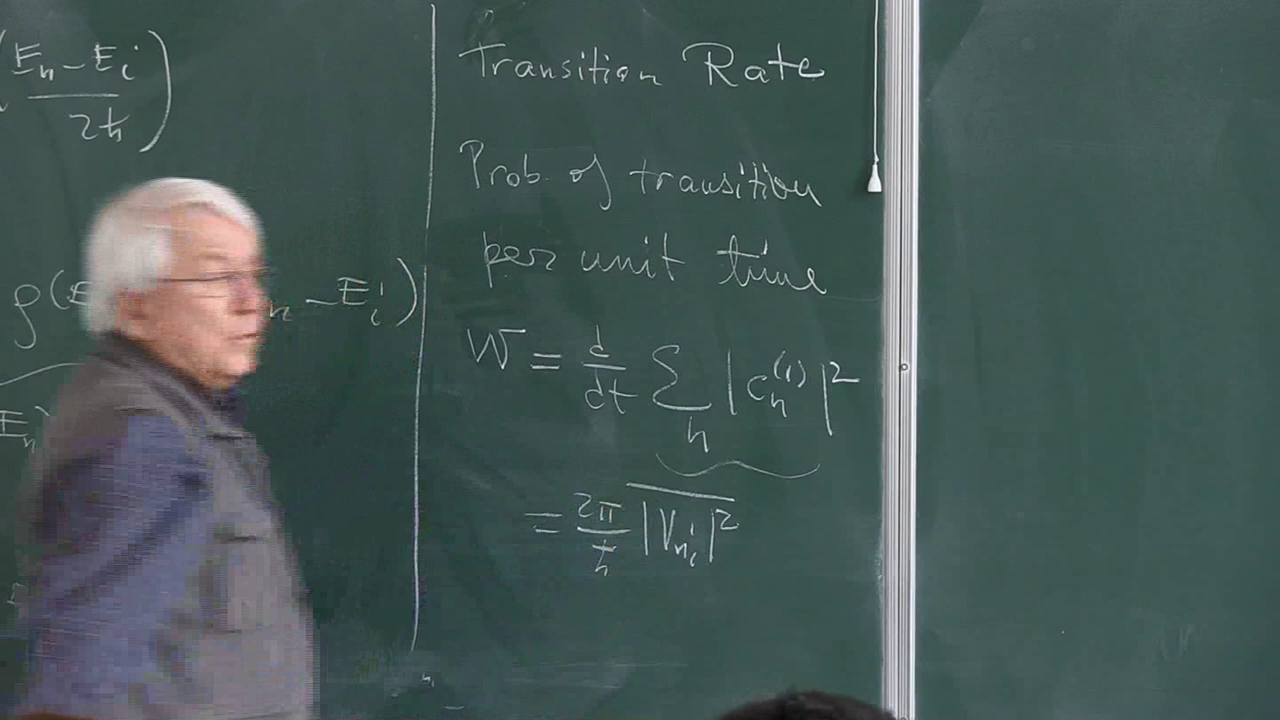 (E_n - E_i / 2ħ)
ρ(E n - E_i)
E_n
Transition Rate
Prob. of transition
per unit time
W = d/dt Σ_n |c_n^(1)|^2
= 2π/ħ |V_ni|^2